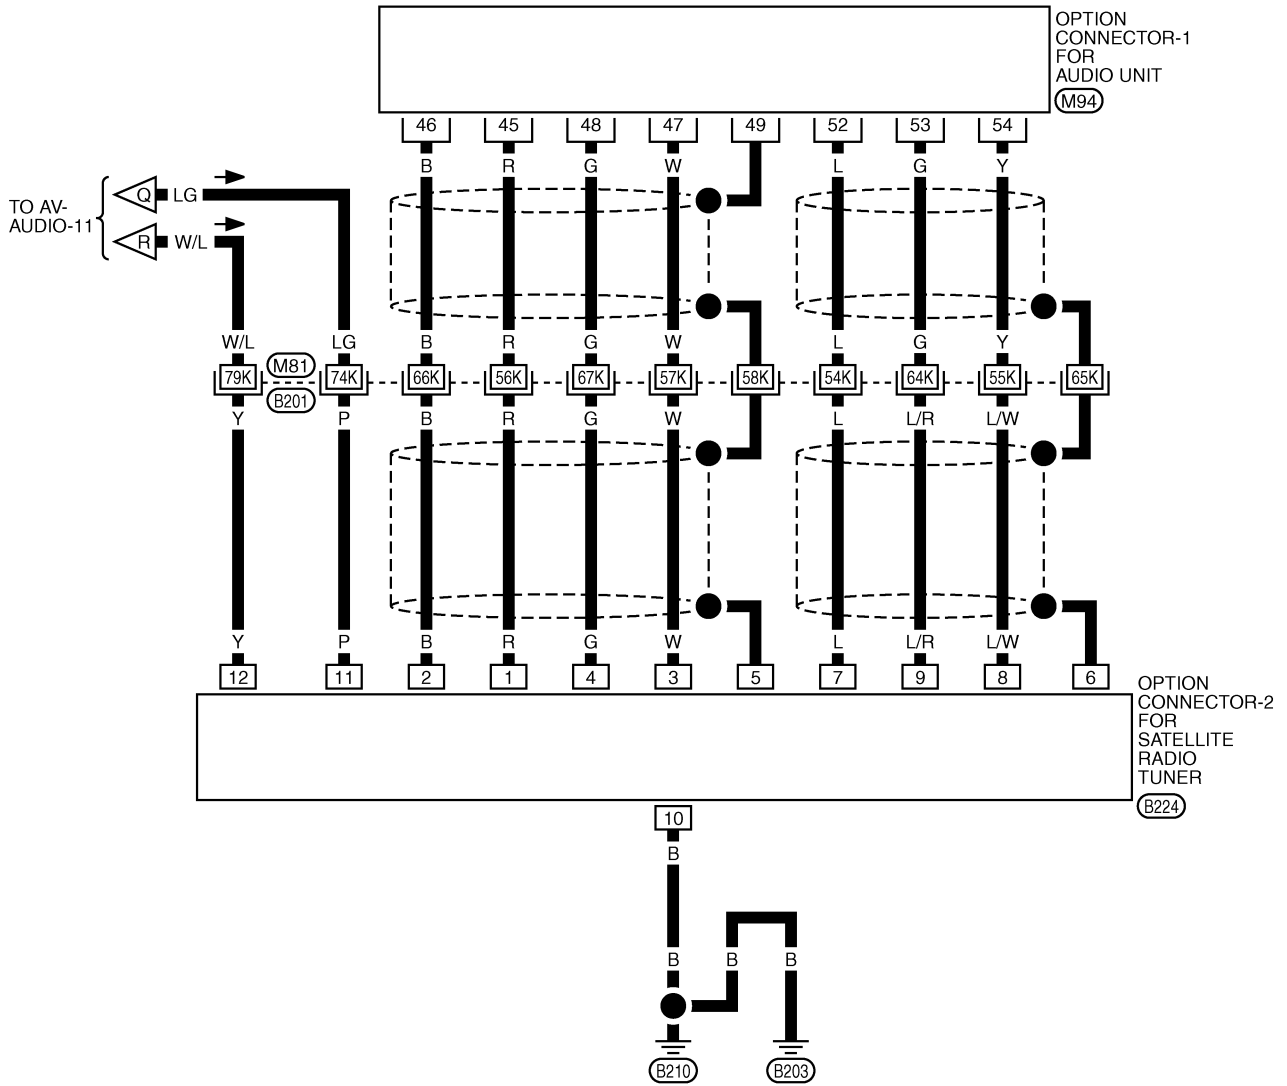 OPTION
CONNECTOR-1
FOR
AUDIO UNIT
M94
46 45 48 47 49 52 53 54
B R G W L G Y
TO AV-
AUDIO-11
Q LG
R W/L
W/L LG B R G W L G Y
M81
79K 74K 66K 56K 67K 57K 58K 54K 64K 55K 65K
B201
Y P B R G W L L/R L/W
Y P B R G W L L/R L/W
12 11 2 1 4 3 5 7 9 8 6
OPTION
CONNECTOR-2
FOR
SATELLITE
RADIO
TUNER
B224
10
B
B B B
B210 B203